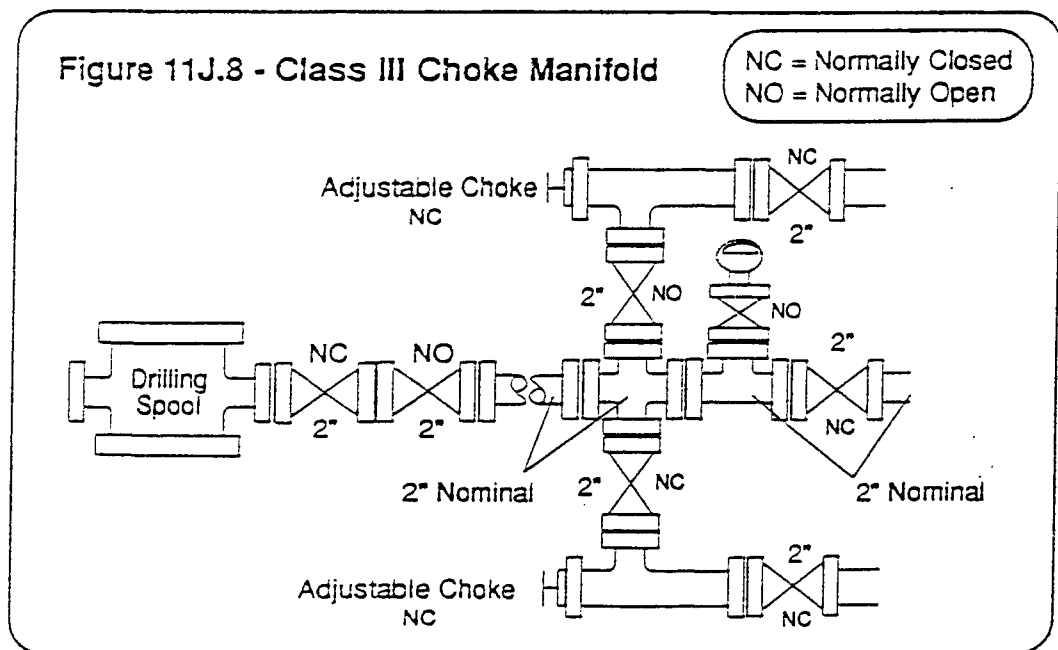 Figure 11J.8 - Class III Choke Manifold
NC = Normally Closed
NO = Normally Open
Adjustable Choke
NC
NC
2"
2"
NO
NO
Drilling
Spool
NC
2"
NO
2"
2"
NC
2" Nominal
2"
NC
2" Nominal
Adjustable Choke
NC
2"
NC